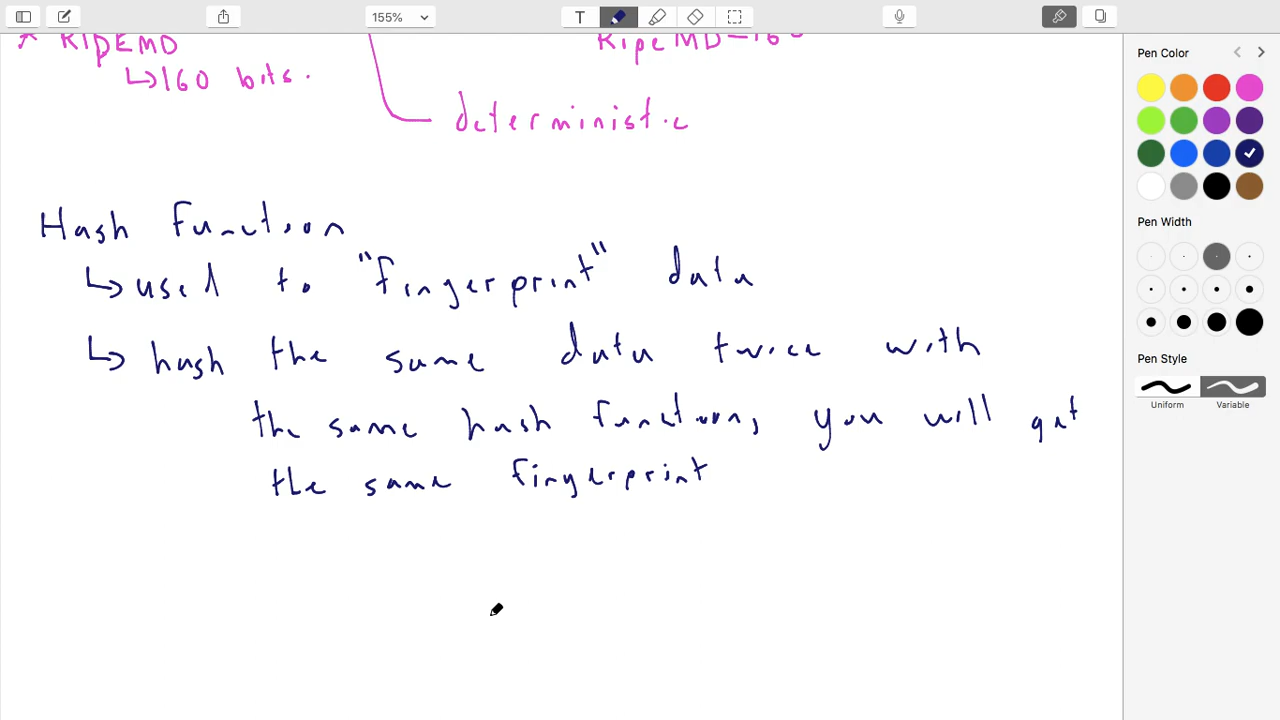 155%
Pen Color
RIPEMD
RipeMD-160
↳160 bits.
deterministic
Hash function
↳used to "fingerprint" data
↳ hash the same data twice with
the same hash function, you will get
the same fingerprint
Pen Width
Pen Style
Uniform
Variable